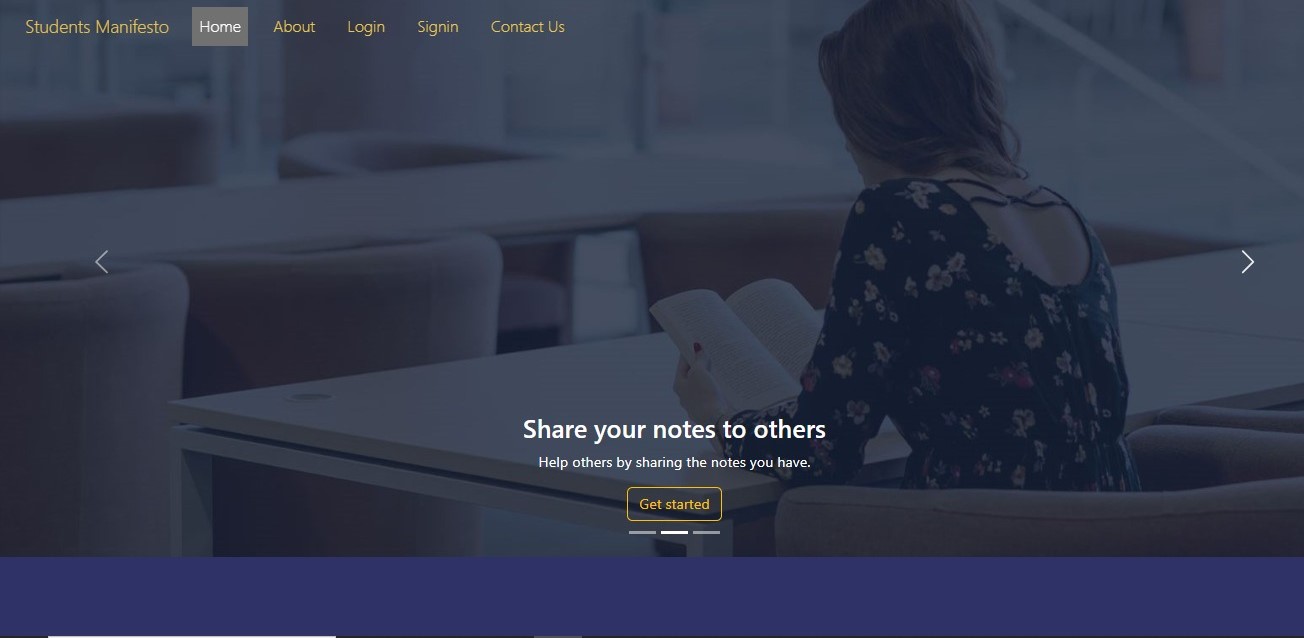 Students Manifesto Home About Login Signin Contact Us
Share your notes to others
Help others by sharing the notes you have.
Get started